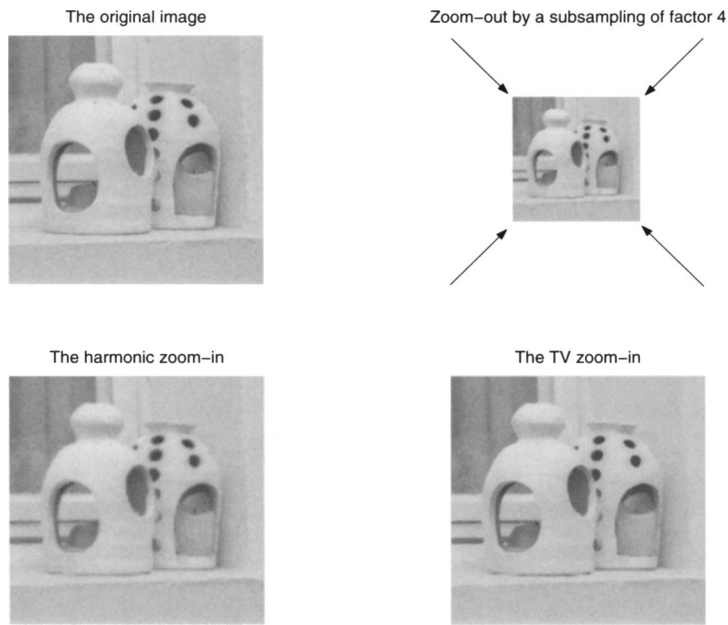 The original image
Zoom−out by a subsampling of factor 4
The harmonic zoom−in
The TV zoom−in